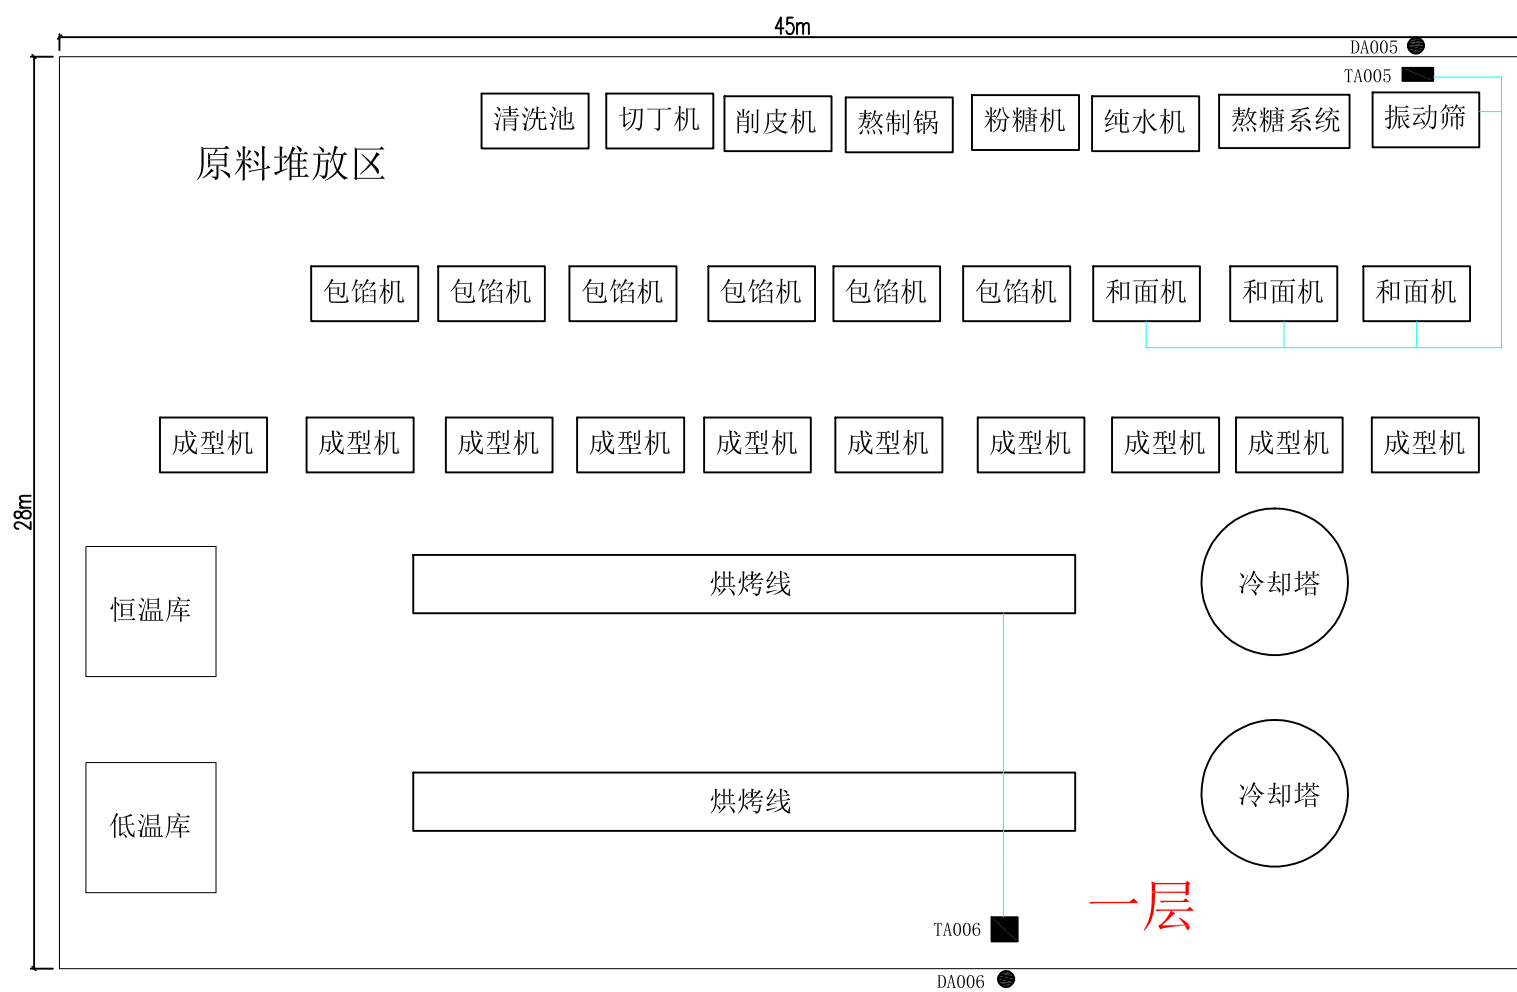 45m
DA005
TA005
清洗池 切丁机 削皮机 熬制锅 粉糖机 纯水机 熬糖系统 振动筛
原料堆放区
包馅机 包馅机 包馅机 包馅机 包馅机 包馅机 和面机 和面机 和面机
成型机 成型机 成型机 成型机 成型机 成型机 成型机 成型机 成型机 成型机
28m
恒温库 烘烤线 冷却塔
低温库 烘烤线 冷却塔
一层
TA006
DA006